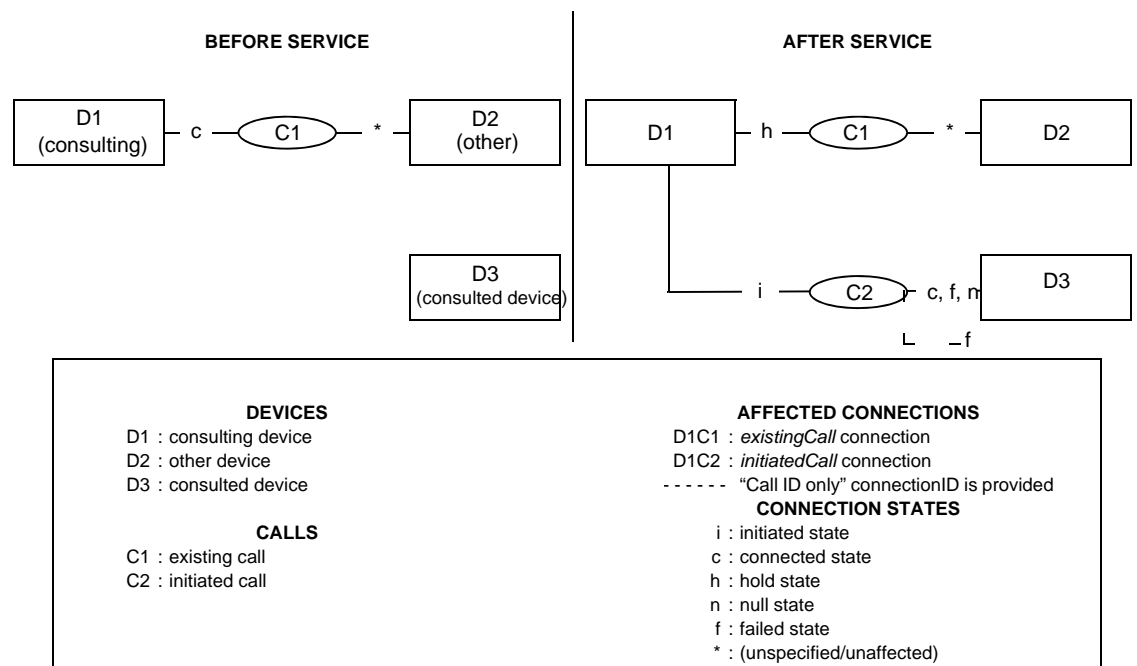 BEFORE SERVICE
AFTER SERVICE
D1
(consulting)
c
C1
*
D2
(other)
D1
h
C1
*
D2
D3
(consulted device)
i
C2
c, f, n
D3
f
DEVICES
D1 : consulting device
D2 : other device
D3 : consulted device
CALLS
C1 : existing call
C2 : initiated call
AFFECTED CONNECTIONS
D1C1 : existingCall connection
D1C2 : initiatedCall connection
- - - - - - “Call ID only” connectionID is provided
CONNECTION STATES
i : initiated state
c : connected state
h : hold state
n : null state
f : failed state
* : (unspecified/unaffected)